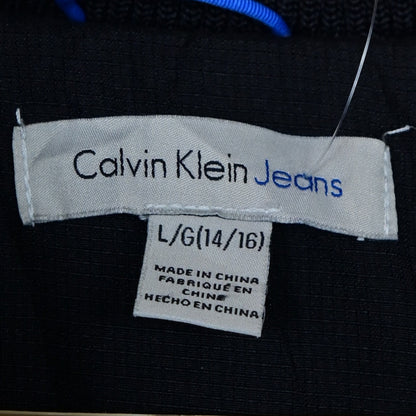 Calvin Klein Jeans
L/G(14/16)
MADE IN CHINA
FABRIQUÉ EN
CHINE
HECHO EN CHINA